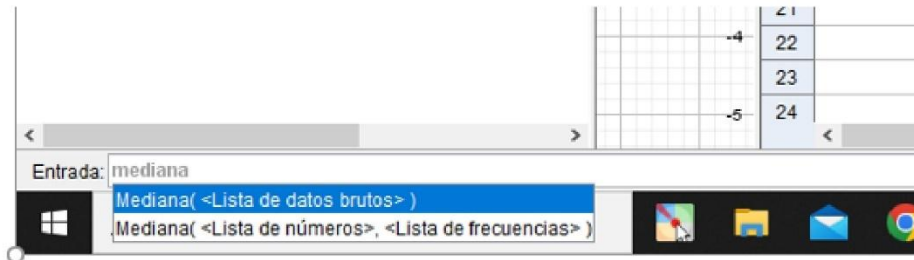 21
-4
22
23
-5
24
Entrada: mediana
Mediana( <Lista de datos brutos> )
Mediana( <Lista de números>, <Lista de frecuencias> )